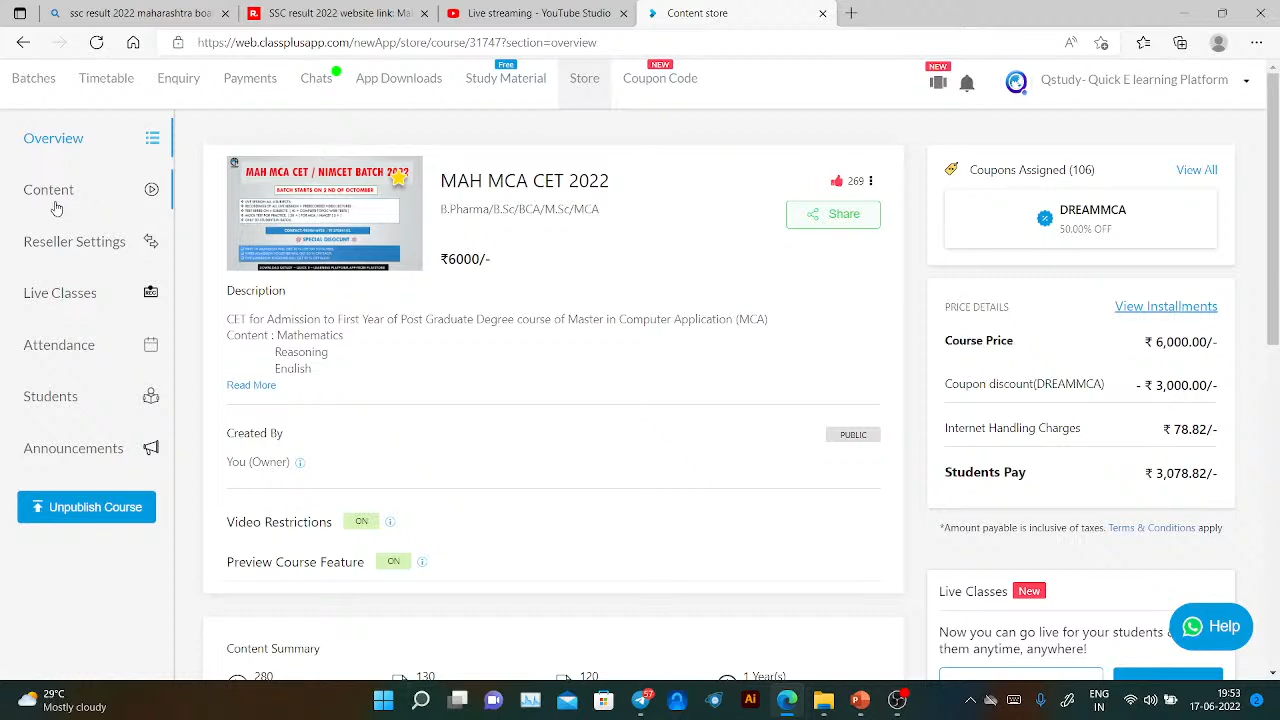 ssc result 2022 maharashtra boa
SSC result 2022 website link: Ma
Live streaming - YouTube Studio
Content store
https://web.classplusapp.com/newApp/store/course/31747?section=overview
Batches
Timetable
Enquiry
Chats
App Downloads
Free
Study Material
Store
NEW
Coupon Code
NEW
Qstudy- Quick E learning Platform
Overview
Content
Live Classes
Attendance
Students
Announcements
Unpublish Course
MAH MCA CET / NIMCET BATCH 2022
BATCH STARTS ON 2 ND OF OCTOMBER
SPECIAL DISCOUNT
MAH MCA CET 2022
269
Share
₹6000/-
Description
CET for Admission to First Year of Post Graduate Degree course of Master in Computer Application (MCA)
Content : Mathematics
Reasoning
English
Read More
Created By
PUBLIC
You (Owner)
Video Restrictions ON
Preview Course Feature ON
Content Summary
280
130
120
1 Year(s)
Coupons Assigned (106)
View All
50.00% OFF
PRICE DETAILS
View Installments
Course Price ₹ 6,000.00/-
Coupon discount(DREAMMCA) - ₹ 3,000.00/-
Internet Handling Charges ₹ 78.82/-
Students Pay ₹ 3,078.82/-
*Amount payable is inclusive of taxes. Terms & Conditions apply
Live Classes New
Now you can go live for your students
them anytime, anywhere!
Help
29°C
Mostly cloudy
57
Ai
ENG
IN
19:53
17-06-2022
2